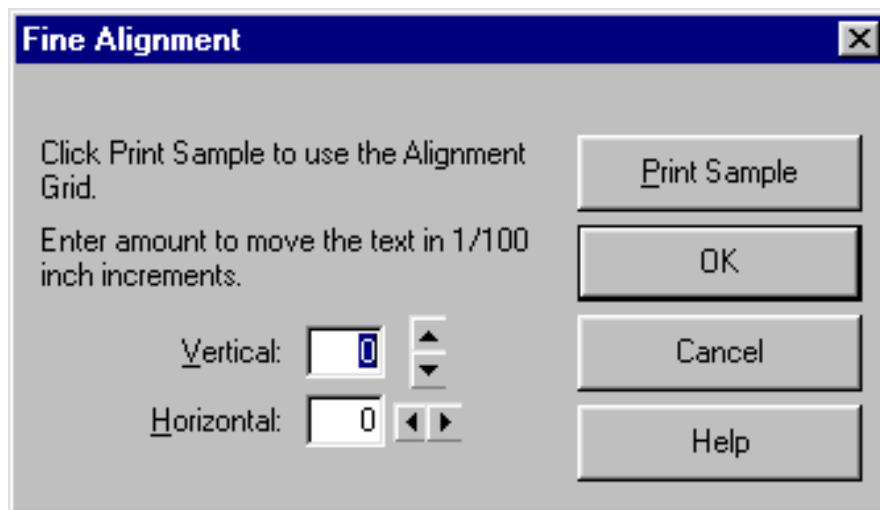 Fine Alignment
Click Print Sample to use the Alignment
Grid.
Enter amount to move the text in 1/100
inch increments.
Vertical: 0
Horizontal: 0
Print Sample
OK
Cancel
Help